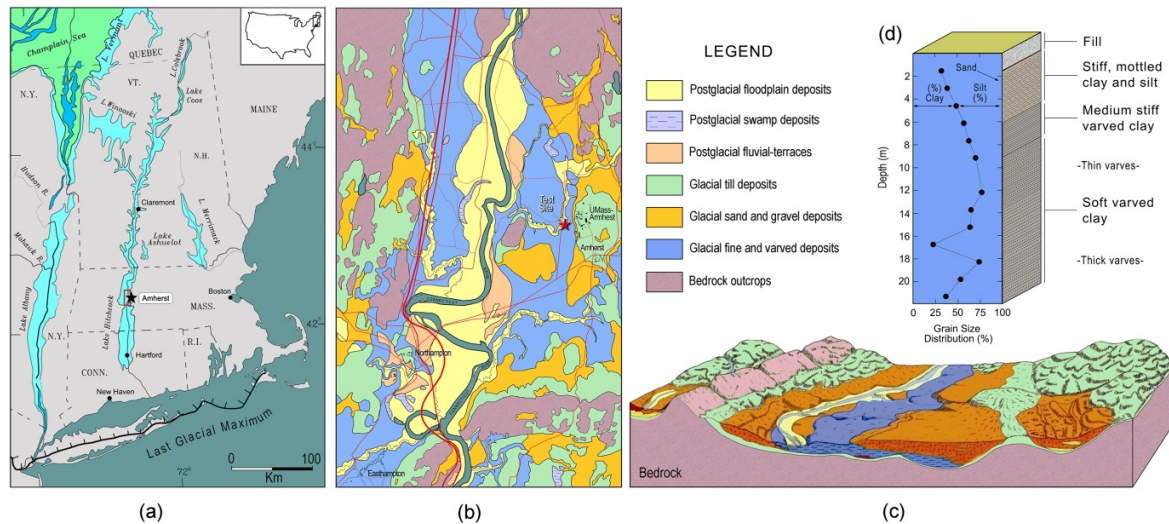 Champlain Sea
L. Vermont
QUEBEC
VT.
L. Colebrook
Lake
Coos
MAINE
N.Y.
L. Winooski
44°
N.H.
Hudson R.
Claremont
L. Merrimack
Mohawk R.
Lake
Ashuelot
Boston
Amherst
MASS.
Lake Albany
Lake Hitchcock
N.Y.
42°
R.I.
Hartford
CONN.
New Haven
Last Glacial Maximum
72°
0
100
Km
(a)
Test
Site
UMass-
Amherst
Amherst
Northampton
Easthampton
(b)
LEGEND
Postglacial floodplain deposits
Postglacial swamp deposits
Postglacial fluvial-terraces
Glacial till deposits
Glacial sand and gravel deposits
Glacial fine and varved deposits
Bedrock outcrops
(d)
Fill
Sand
Stiff, mottled
clay and silt
(%)
Clay
Silt
(%)
Medium stiff
varved clay
-Thin varves-
Soft varved
clay
-Thick varves-
Depth (m)
2
4
6
8
10
12
14
16
18
20
0 25 50 75 100
Grain Size
Distribution (%)
Bedrock
(c)